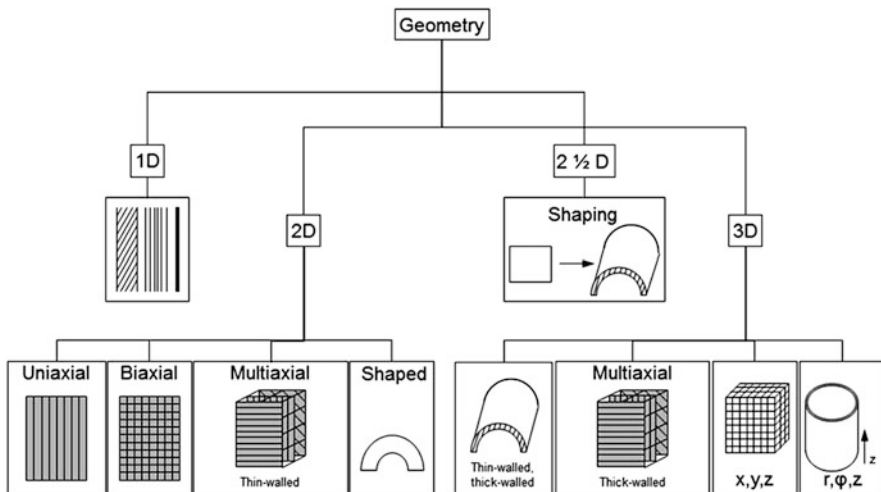 Geometry
1D
2 ½ D
2D
3D
Shaping
Uniaxial
Biaxial
Multiaxial
Thin-walled
Shaped
Thin-walled,
thick-walled
Multiaxial
Thick-walled
x,y,z
z
r,φ,z